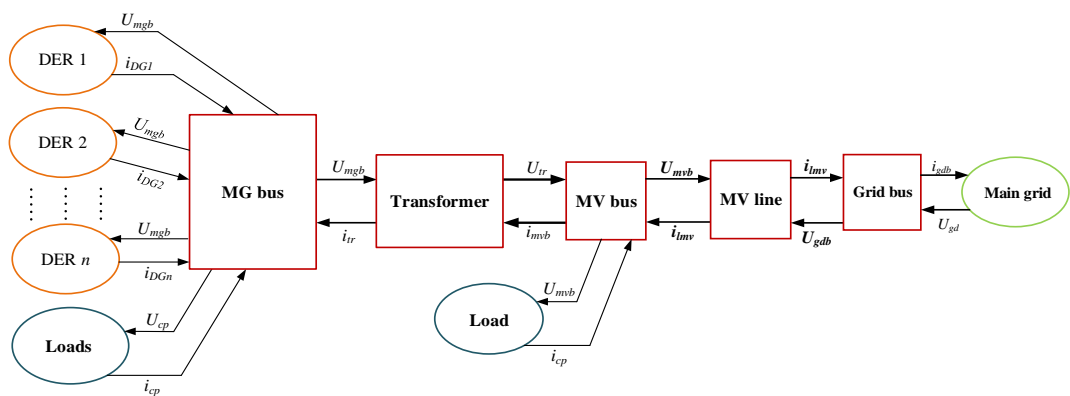 U_mgb
DER 1
i_DG1
DER 2
U_mgb
i_DG2
MG bus
U_mgb
DER n
i_DGn
U_cp
Loads
i_cp
U_mgb
i_tr
Transformer
U_tr
i_mvb
MV bus
U_mvb
i_lmv
U_mvb
Load
i_cp
MV line
i_lmv
U_gdb
Grid bus
i_gdb
U_gd
Main grid